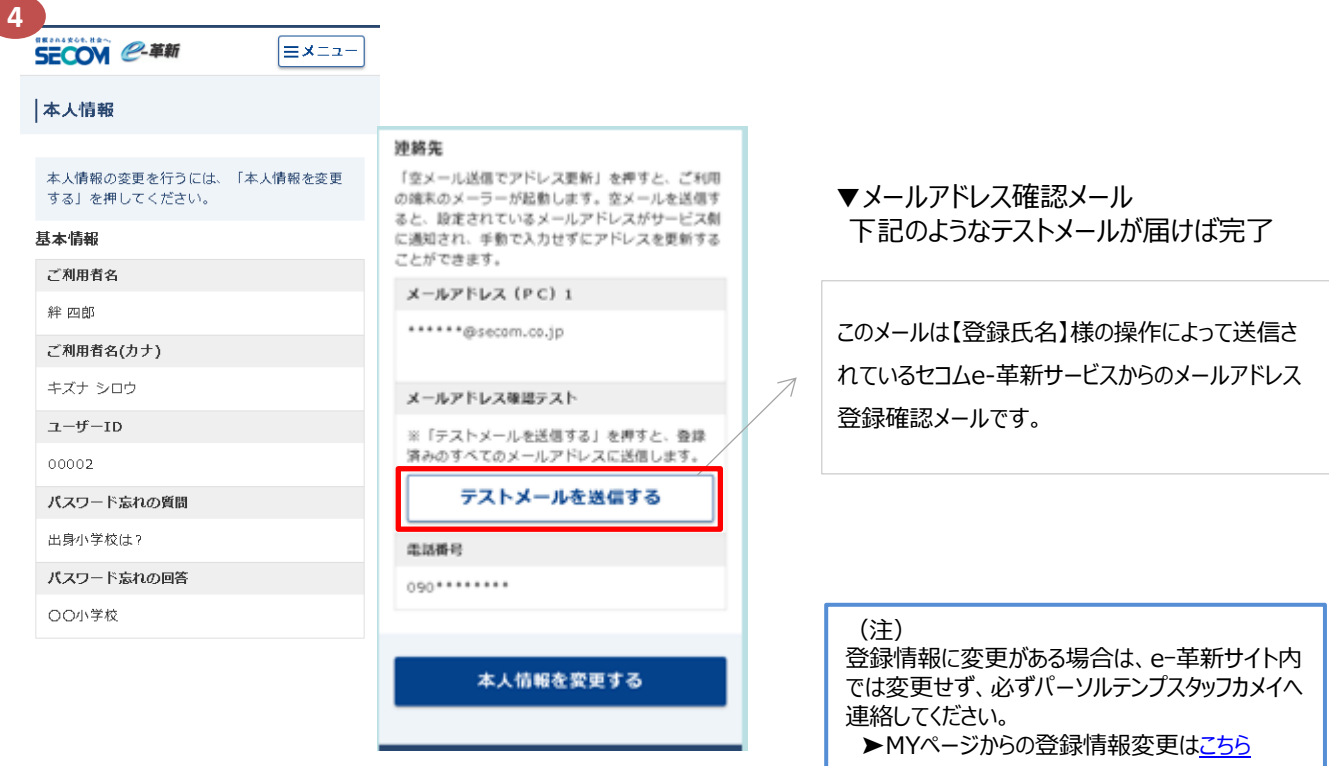 4
信頼される安心を、社会へ。
SECOM e-革新
メニュー
本人情報
本人情報の変更を行うには、「本人情報を変更
する」を押してください。
基本情報
ご利用者名
絆 四郎
ご利用者名(カナ)
キズナ シロウ
ユーザーID
00002
パスワード忘れの質問
出身小学校は？
パスワード忘れの回答
〇〇小学校
連絡先
「空メール送信でアドレス更新」を押すと、ご利用
の端末のメーラーが起動します。空メールを送信す
ると、設定されているメールアドレスがサービス側
に通知され、手動で入力せずにアドレスを更新する
ことができます。
メールアドレス（PC）1
******@secom.co.jp
メールアドレス確認テスト
※「テストメールを送信する」を押すと、登録
済みのすべてのメールアドレスに送信します。
テストメールを送信する
電話番号
090********
本人情報を変更する
▼メールアドレス確認メール
下記のようなテストメールが届けば完了
このメールは【登録氏名】様の操作によって送信さ
れているセコムe-革新サービスからのメールアドレス
登録確認メールです。
（注）
登録情報に変更がある場合は、e-革新サイト内
では変更せず、必ずパーソルテンプスタッフカメイへ
連絡してください。
➤MYページからの登録情報変更はこちら